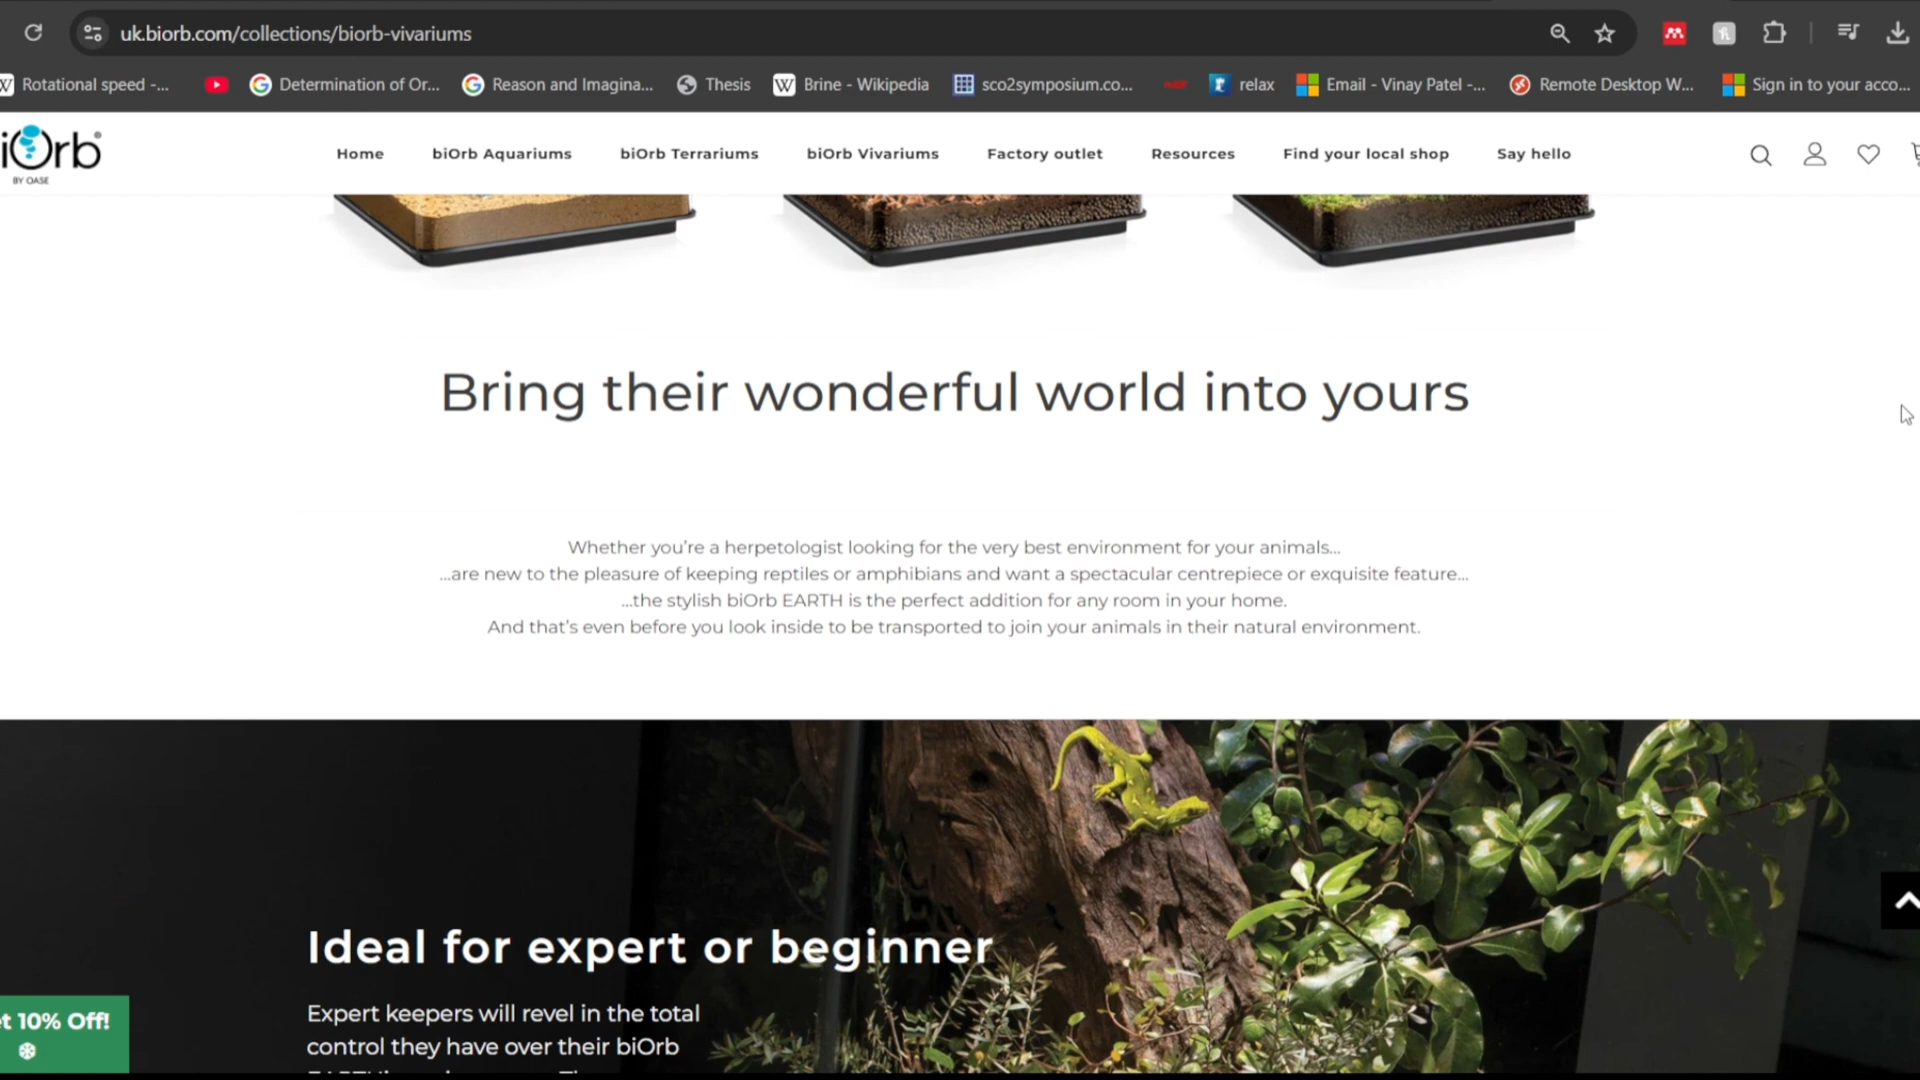 uk.biorb.com/collections/biorb-vivariums
Rotational speed -...
Determination of Or...
Reason and Imagina...
Thesis
Brine - Wikipedia
sco2symposium.co...
relax
Email - Vinay Patel -...
Remote Desktop W...
Sign in to your acco...
iOrb
BY OASE
Home
biOrb Aquariums
biOrb Terrariums
biOrb Vivariums
Factory outlet
Resources
Find your local shop
Say hello
Bring their wonderful world into yours
Whether you're a herpetologist looking for the very best environment for your animals...
...are new to the pleasure of keeping reptiles or amphibians and want a spectacular centrepiece or exquisite feature...
...the stylish biOrb EARTH is the perfect addition for any room in your home.
And that's even before you look inside to be transported to join your animals in their natural environment.
Ideal for expert or beginner
Expert keepers will revel in the total
control they have over their biOrb
t 10% Off!